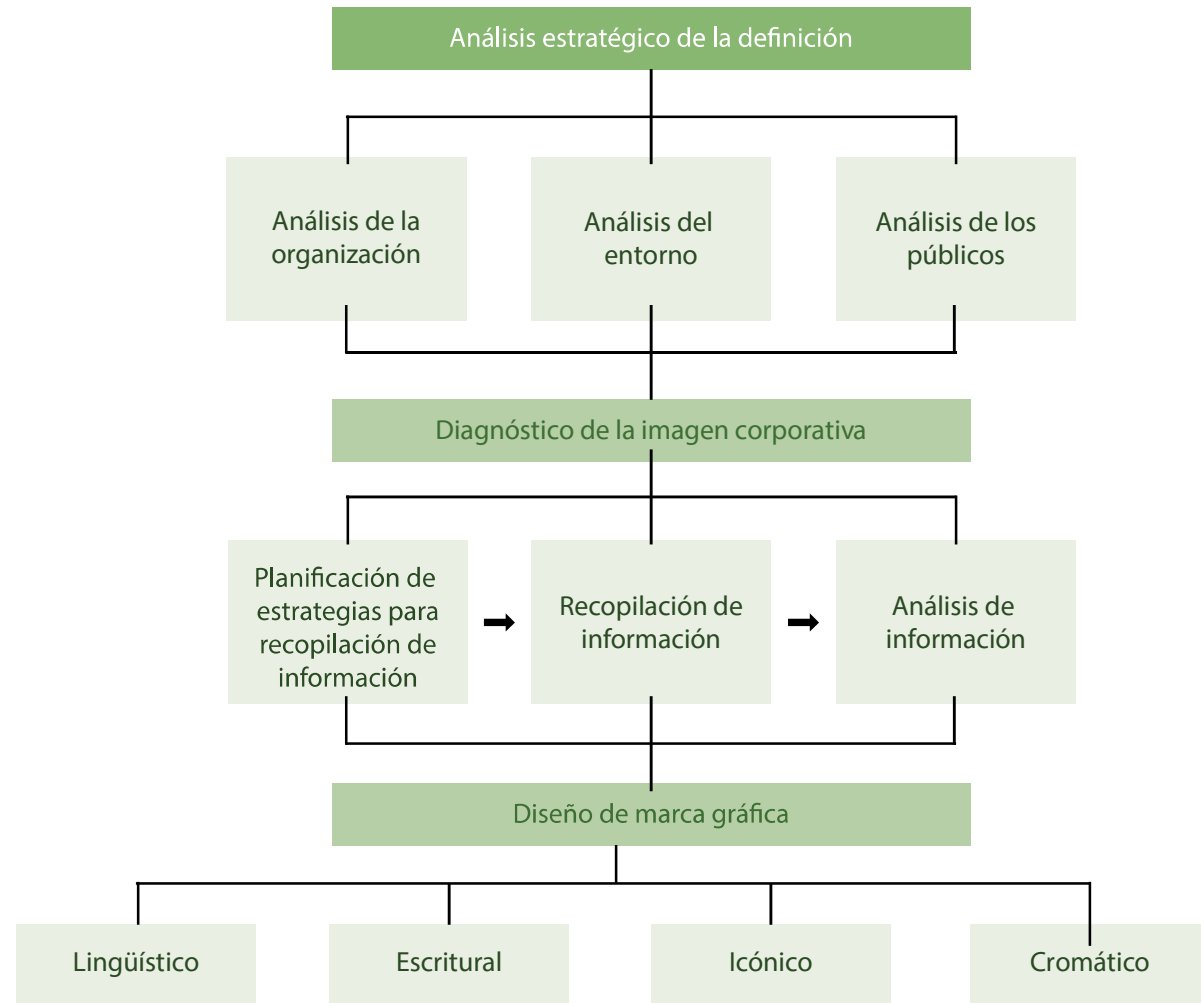 Análisis estratégico de la definición
Análisis de la
organización
Análisis del
entorno
Análisis de los
públicos
Diagnóstico de la imagen corporativa
Planificación de
estrategias para
recopilación de
información
Recopilación de
información
Análisis de
información
Diseño de marca gráfica
Lingüístico
Escritural
Icónico
Cromático